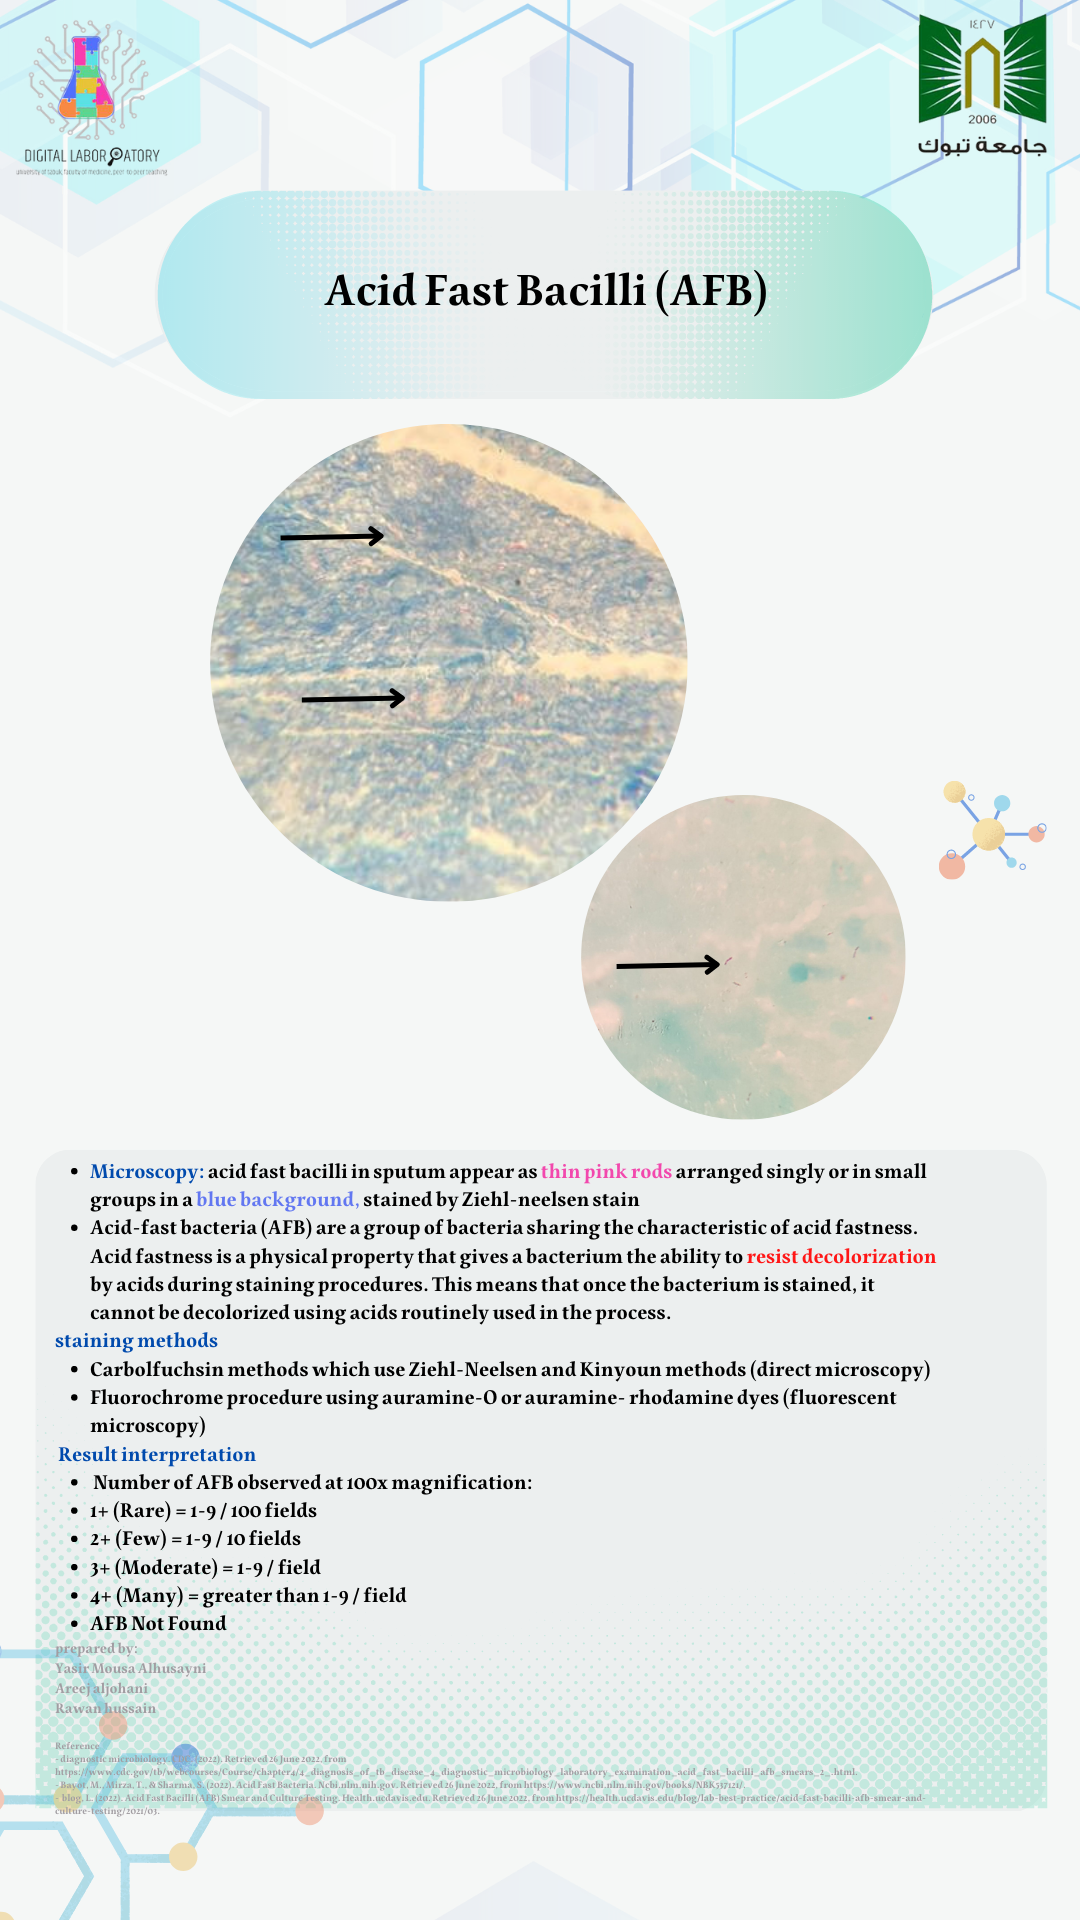 DIGITAL LABORATORY
university of tabuk, faculty of medicine, peer-to-peer teaching
١٤٢٧
2006
جامعة تبوك
Acid Fast Bacilli (AFB)
• Microscopy: acid fast bacilli in sputum appear as thin pink rods arranged singly or in small
groups in a blue background, stained by Ziehl-neelsen stain
• Acid-fast bacteria (AFB) are a group of bacteria sharing the characteristic of acid fastness.
Acid fastness is a physical property that gives a bacterium the ability to resist decolorization
by acids during staining procedures. This means that once the bacterium is stained, it
cannot be decolorized using acids routinely used in the process.
staining methods
• Carbolfuchsin methods which use Ziehl-Neelsen and Kinyoun methods (direct microscopy)
• Fluorochrome procedure using auramine-O or auramine- rhodamine dyes (fluorescent
microscopy)
Result interpretation
• Number of AFB observed at 100x magnification:
• 1+ (Rare) = 1-9 / 100 fields
• 2+ (Few) = 1-9 / 10 fields
• 3+ (Moderate) = 1-9 / field
• 4+ (Many) = greater than 1-9 / field
• AFB Not Found
prepared by:
Yasir Mousa Alhusayni
Areej aljohani
Rawan hussain
Reference
- diagnostic microbiology. 2022). Retrieved 26 June 2022, from
https://www.cdc.gov/tb/webcourses/Course/chapter4/4_diagnosis_of_tb_disease_4_diagnostic_microbiology_laboratory_examination_acid_fast_bacilli_afb_smears_2_.html.
- Bayot, M., Mirza, T., & Sharma, S. (2022). Acid Fast Bacteria. Ncbi.nlm.nih.gov. Retrieved 26 June 2022, from https://www.ncbi.nlm.nih.gov/books/NBK537121/.
- blog, L. (2022). Acid Fast Bacilli (AFB) Smear and Culture Testing. Health.ucdavis.edu. Retrieved 26 June 2022, from https://health.ucdavis.edu/blog/lab-best-practice/acid-fast-bacilli-afb-smear-and-
culture-testing/2021/03.